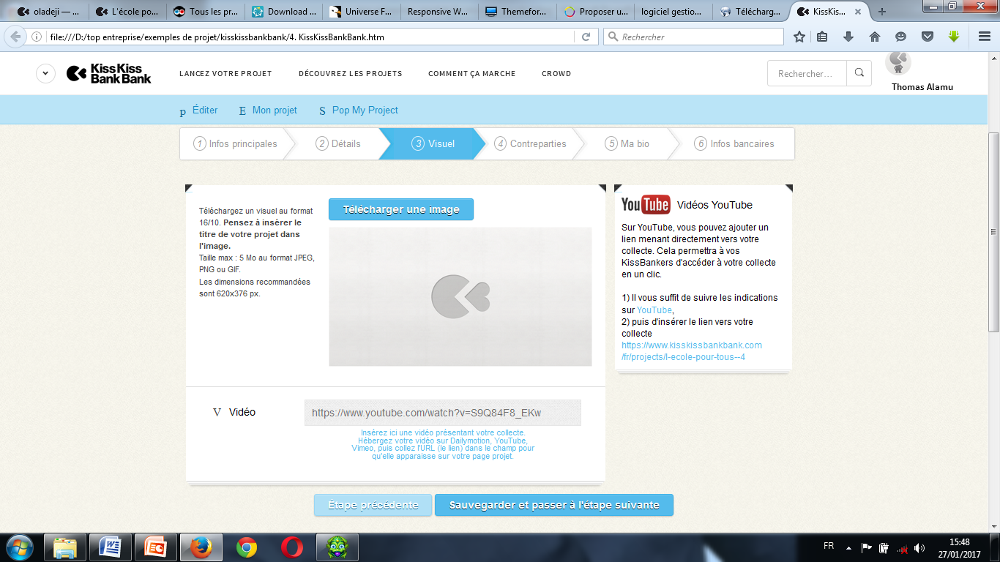 oladeji — ...
L'école po...
Tous les pr...
Download ...
Universe F...
Responsive W...
Themefor...
Proposer u...
logiciel gestio...
Télécharg...
KissKis...
file:///D:/top entreprise/exemples de projet/kisskissbankbank/4. KissKissBankBank.htm
Rechercher
KissKiss
BankBank
LANCEZ VOTRE PROJET
DÉCOUVREZ LES PROJETS
COMMENT ÇA MARCHE
CROWD
Rechercher...
Thomas Alamu
p Éditer
E Mon projet
S Pop My Project
1 Infos principales
2 Détails
3 Visuel
4 Contreparties
5 Ma bio
6 Infos bancaires
Téléchargez un visuel au format
16/10. Pensez à insérer le
titre de votre projet dans
l'image.
Taille max : 5 Mo au format JPEG,
PNG ou GIF.
Les dimensions recommandées
sont 620x376 px.
Télécharger une image
V Vidéo
https://www.youtube.com/watch?v=S9Q84F8_EKw
Insérez ici une vidéo présentant votre collecte.
Hébergez votre vidéo sur Dailymotion, YouTube,
Vimeo, puis collez l'URL (le lien) dans le champ pour
qu'elle apparaisse sur votre page projet.
YouTube Vidéos YouTube
Sur YouTube, vous pouvez ajouter un
lien menant directement vers votre
collecte. Cela permettra à vos
KissBankers d'accéder à votre collecte
en un clic.
1) Il vous suffit de suivre les indications
sur YouTube,
2) puis d'insérer le lien vers votre
collecte
https://www.kisskissbankbank.com
/fr/projects/l-ecole-pour-tous--4
Étape précédente
Sauvegarder et passer à l'étape suivante
FR
15:48
27/01/2017